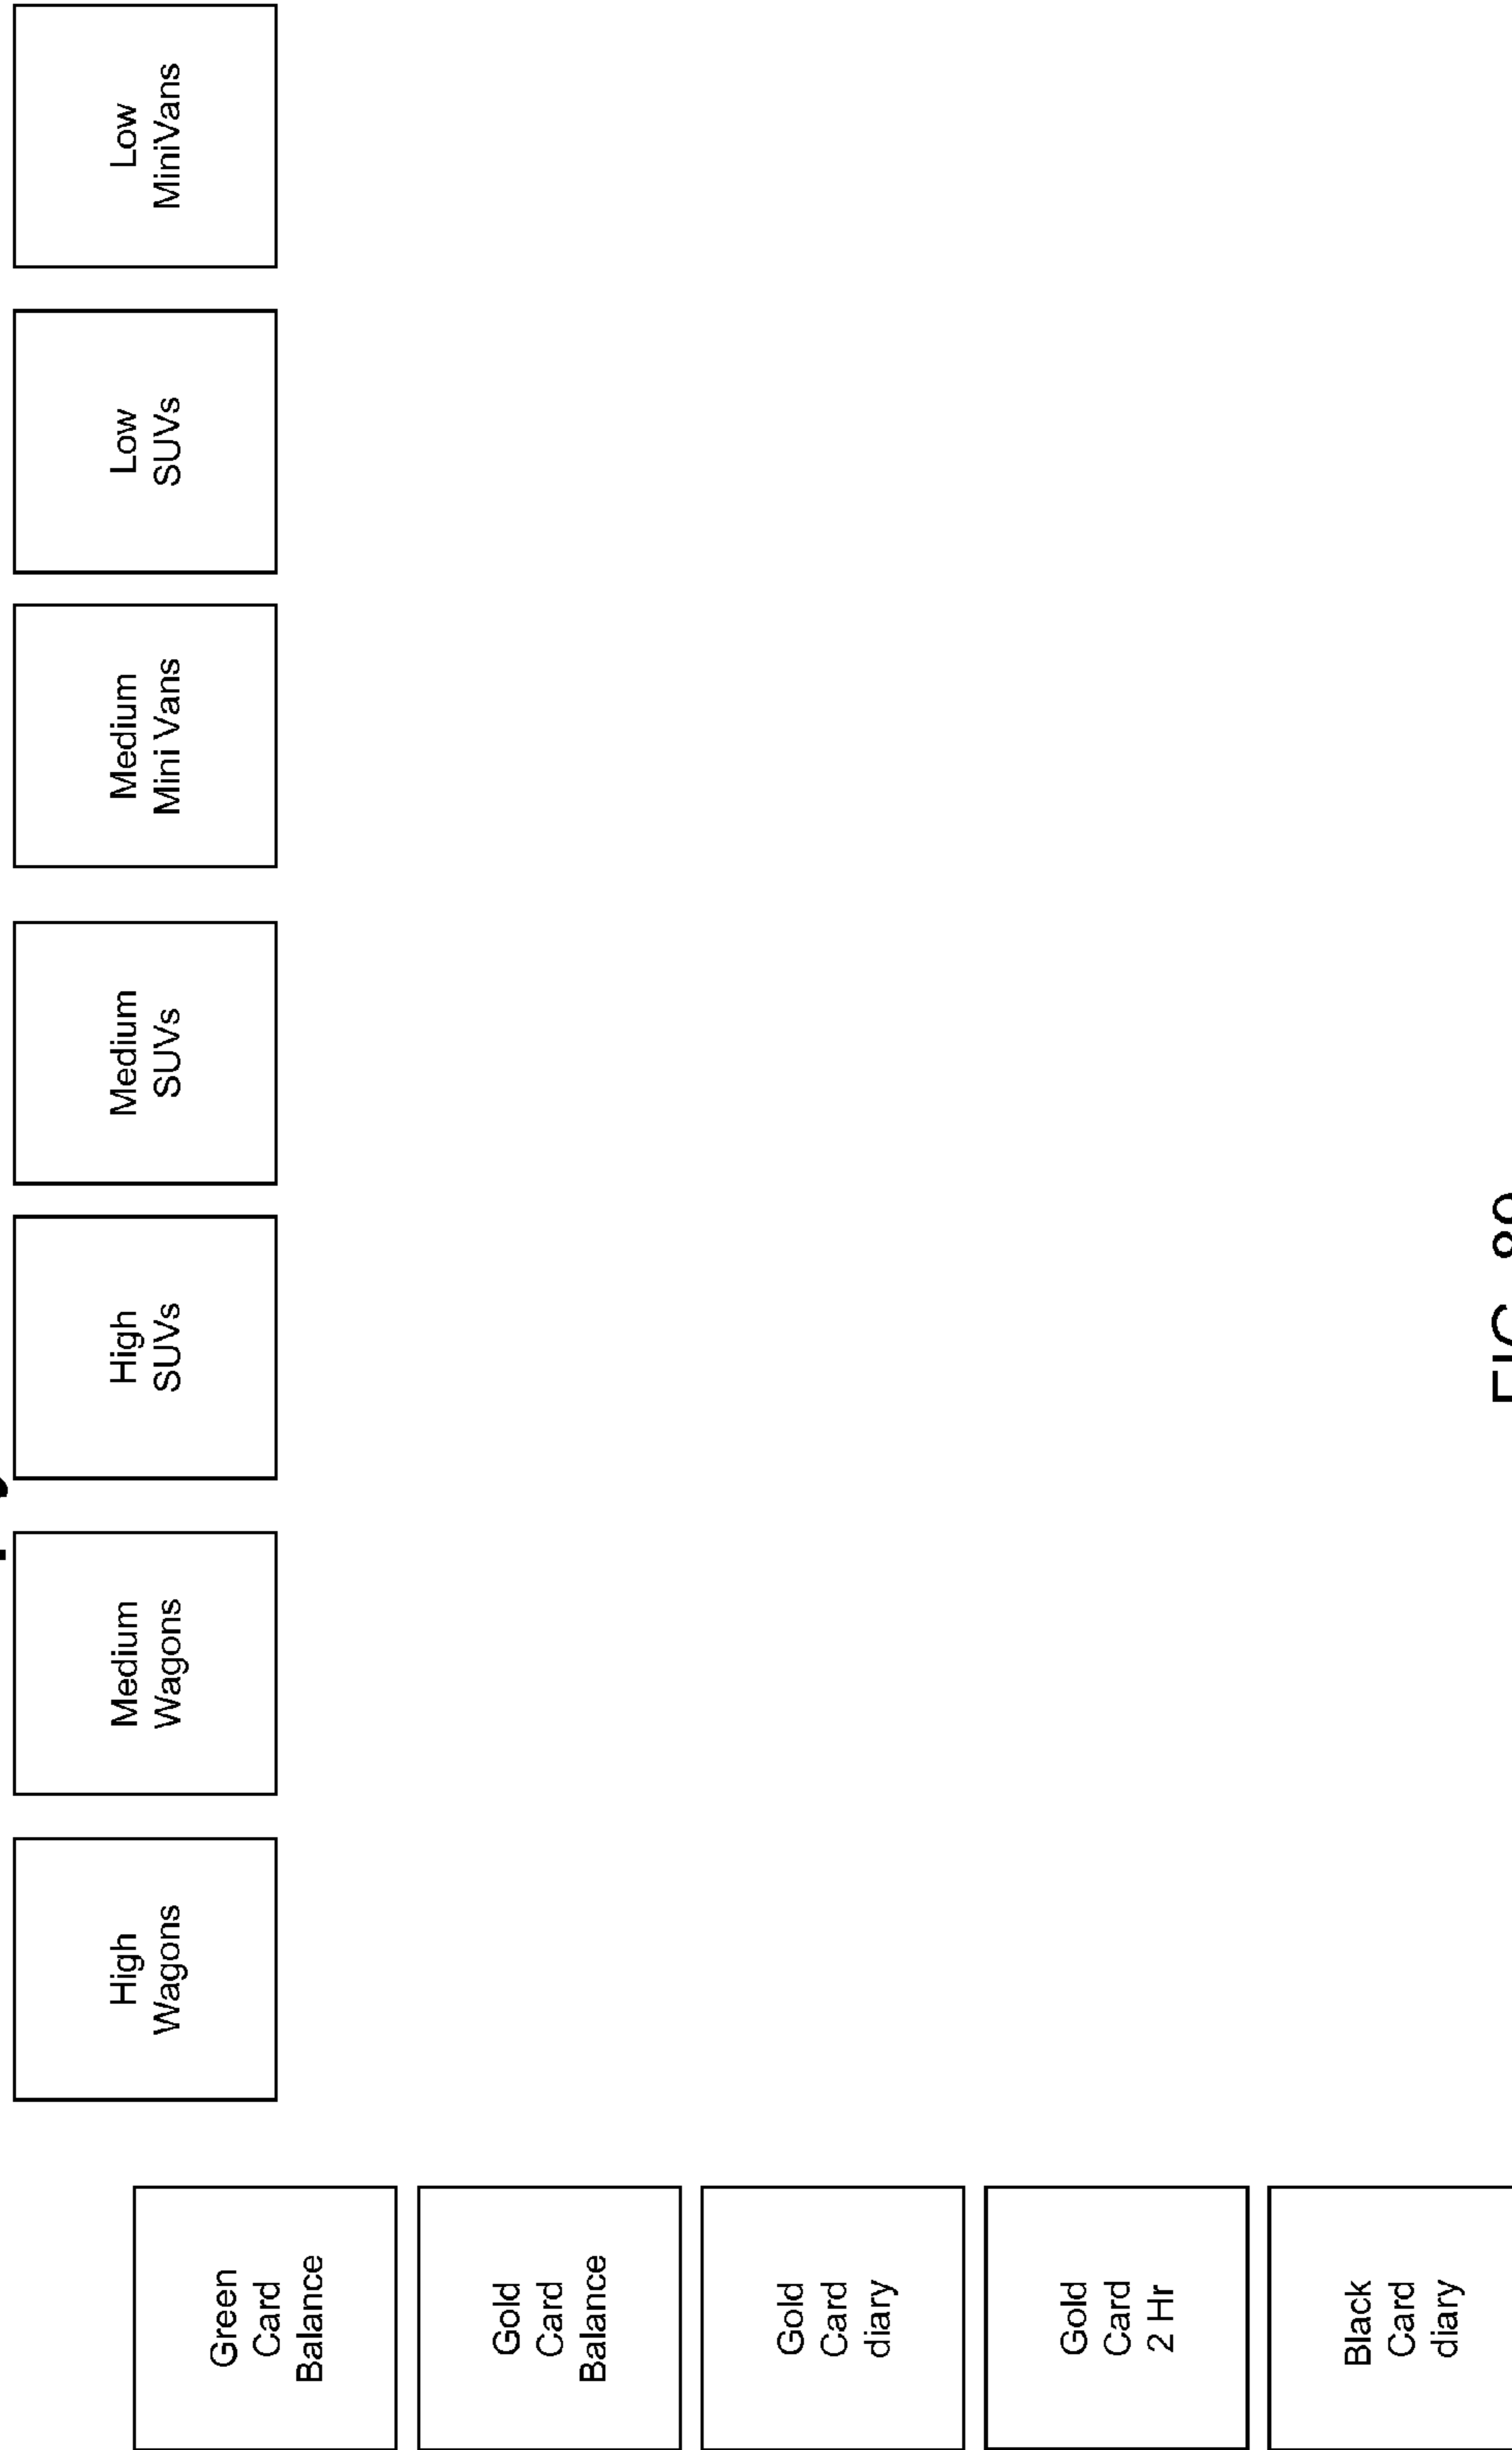 High
Wagons
Medium
Wagons
High
SUVs
Medium
SUVs
Medium
Mini Vans
Low
SUVs
Low
MiniVans
Green
Card
Balance
Gold
Card
Balance
Gold
Card
diary
Gold
Card
2 Hr
Black
Card
diary